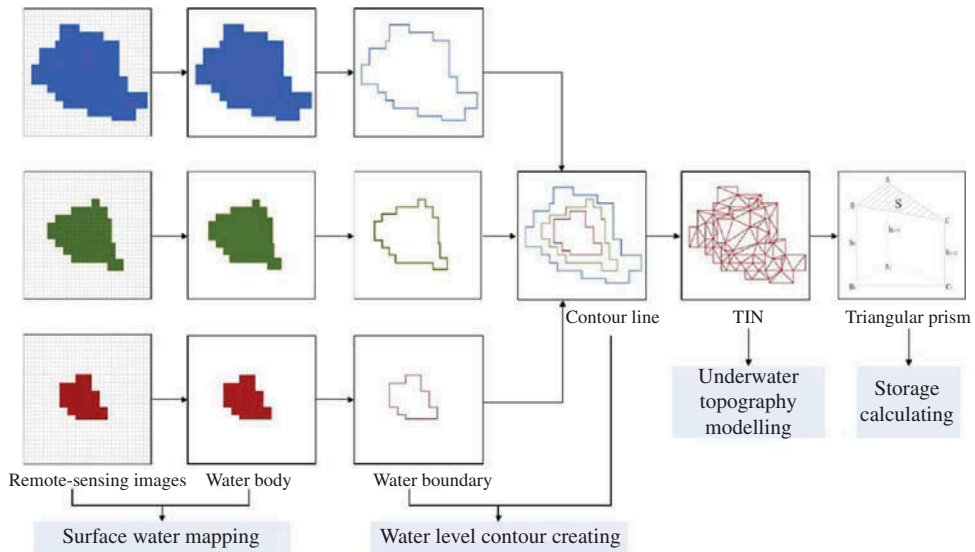 A
S
C
Contour line
TIN
Triangular prism
Underwater
topography
modelling
Storage
calculating
Remote-sensing images
Water body
Water boundary
Surface water mapping
Water level contour creating